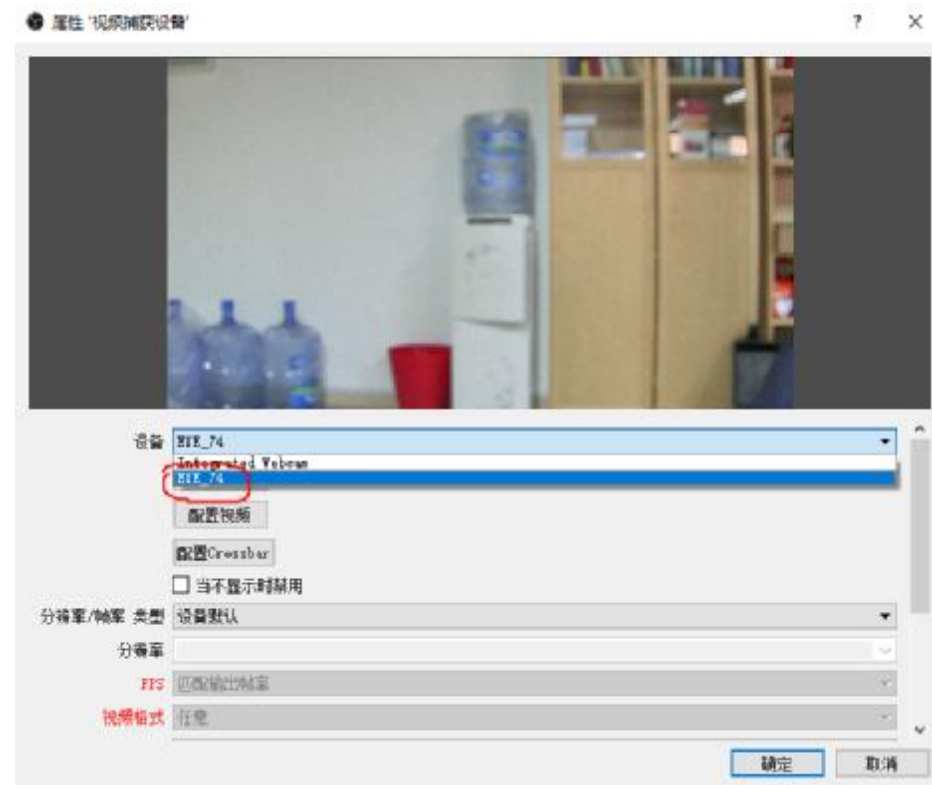 属性 '视频捕获设备'
设备
EYE_74
Integrated Webcam
EYE_74
配置视频
配置Crossbar
当不显示时禁用
分辨率/帧率 类型
设备默认
分辨率
FPS
匹配输出帧率
视频格式
任意
确定
取消